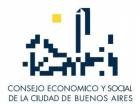 CONSEJO ECONOMICO Y SOCIAL
DE LA CIUDAD DE BUENOS AIRES